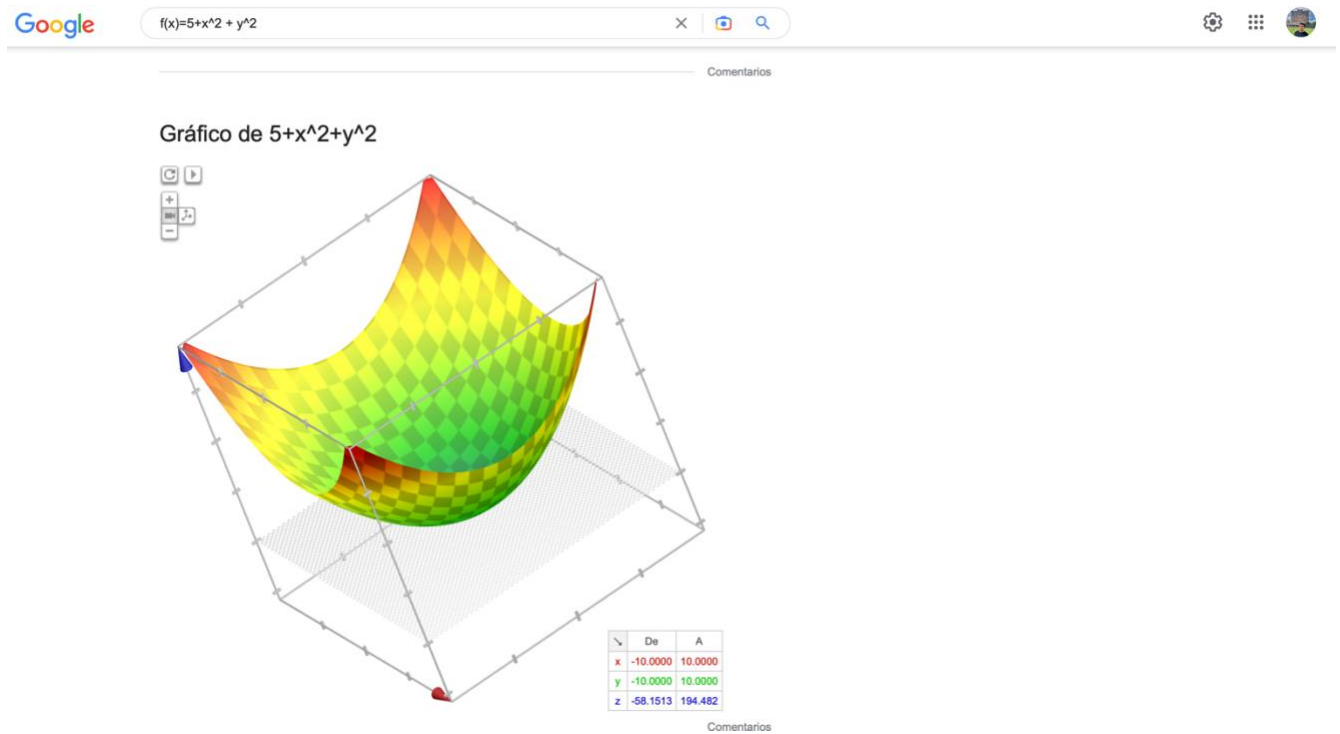 Google
f(x)=5+x^2 + y^2
Comentarios
Gráfico de 5+x^2+y^2
De A
x -10.0000 10.0000
y -10.0000 10.0000
z -58.1513 194.482
Comentarios